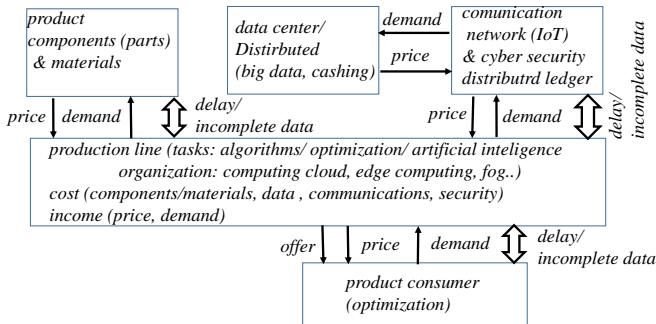 product
components (parts)
& materials
data center/
Distirbuted
(big data, cashing)
demand
price
comunication
network (IoT)
& cyber security
distributrd ledger
delay/
incomplete data
price
demand
delay/
incomplete data
price
demand
production line (tasks: algorithms/ optimization/ artificial inteligence
organization: computing cloud, edge computing, fog..)
cost (components/materials, data , communications, security)
income (price, demand)
offer
price
demand
delay/
incomplete data
product consumer
(optimization)